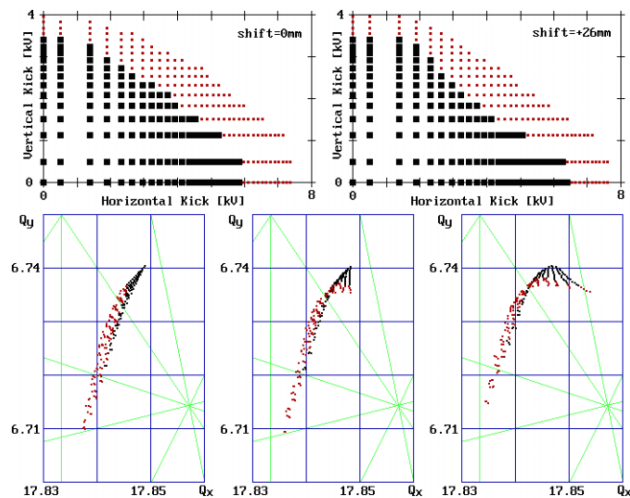 4
shift=0mm
Vertical Kick [kV]
0
0
Horizontal Kick [kV]
8
4
shift=+26mm
Vertical Kick [kV]
0
0
Horizontal Kick [kV]
8
Qy
6.74
6.71
17.83
17.85
Qx
Qy
6.74
6.71
17.83
17.85
Qx
Qy
6.74
6.71
17.83
17.85
Qx